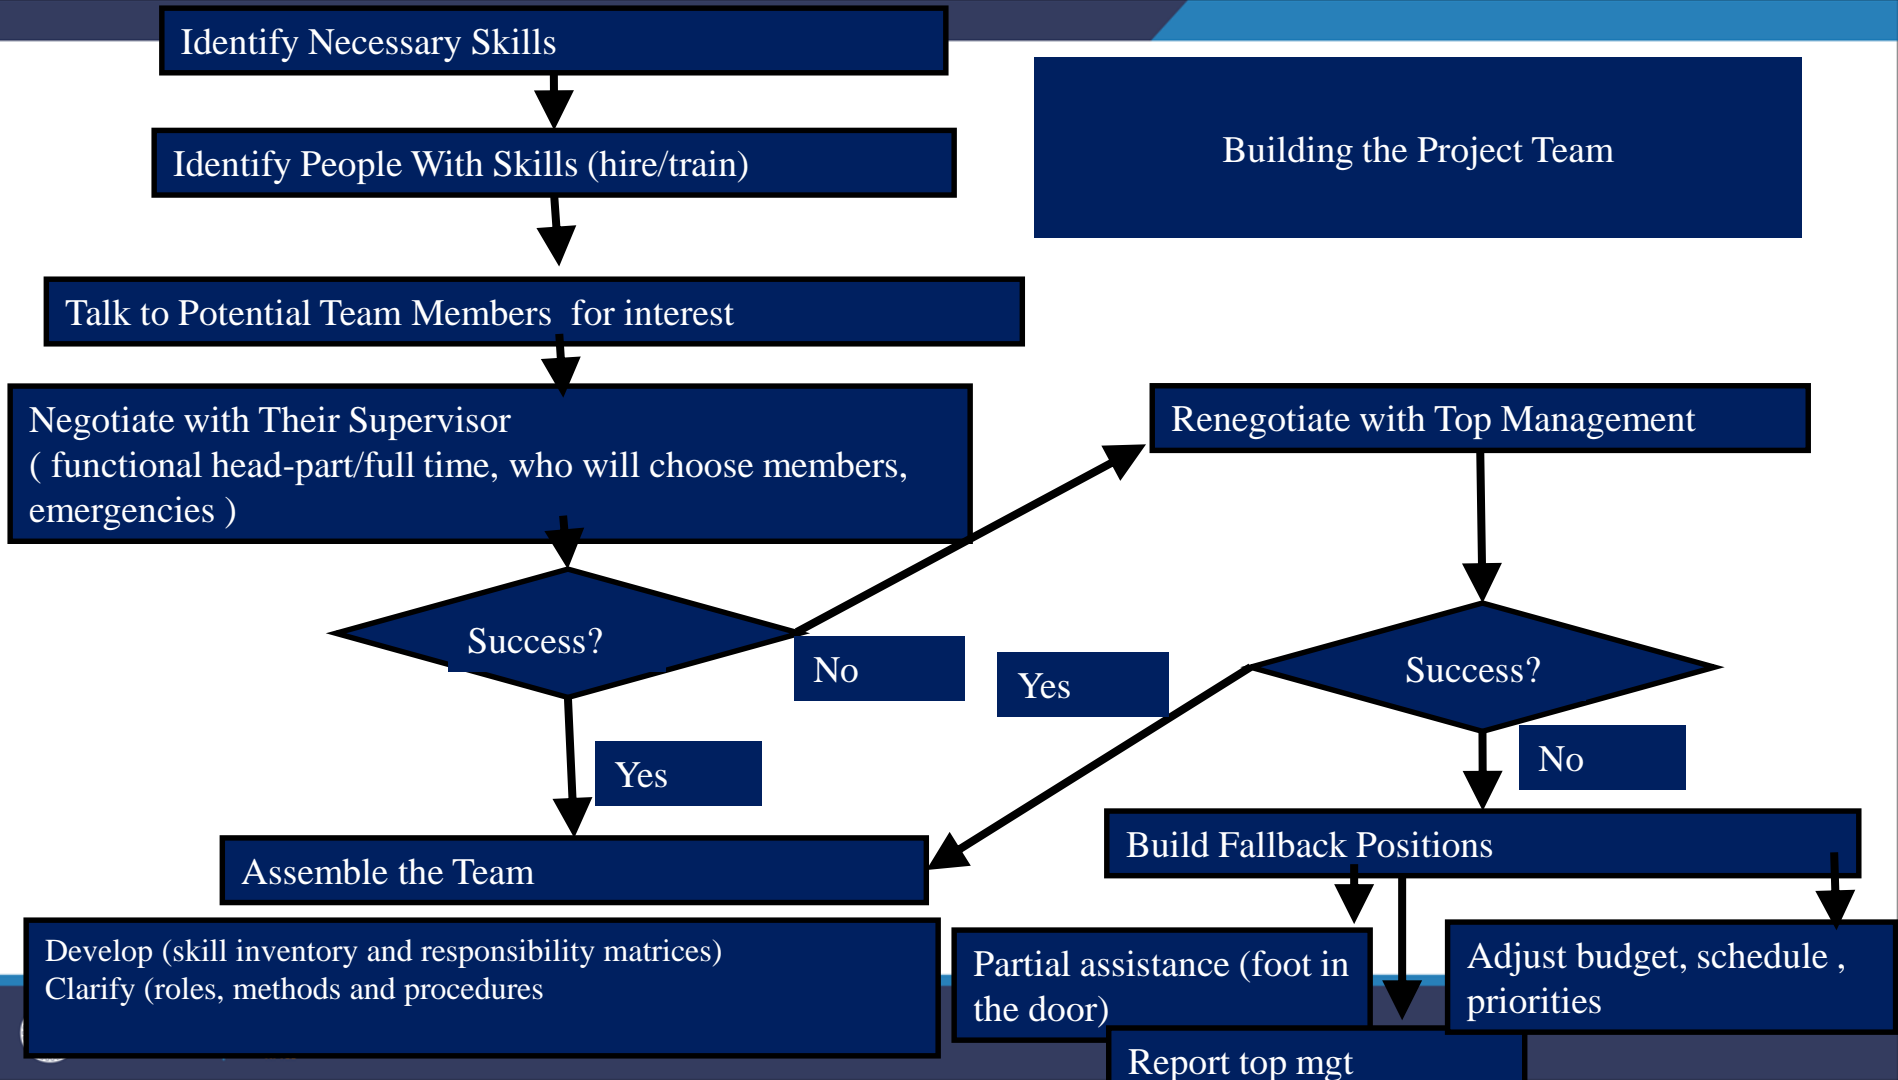 Identify Necessary Skills
Building the Project Team
Identify People With Skills (hire/train)
Talk to Potential Team Members  for interest
Negotiate with Their Supervisor
( functional head-part/full time, who will choose members,
emergencies )
Renegotiate with Top Management
Success?
No
Yes
Success?
Yes
No
Assemble the Team
Build Fallback Positions
Develop (skill inventory and responsibility matrices)
Clarify (roles, methods and procedures
Partial assistance (foot in
the door)
Adjust budget, schedule ,
priorities
Report top mgt